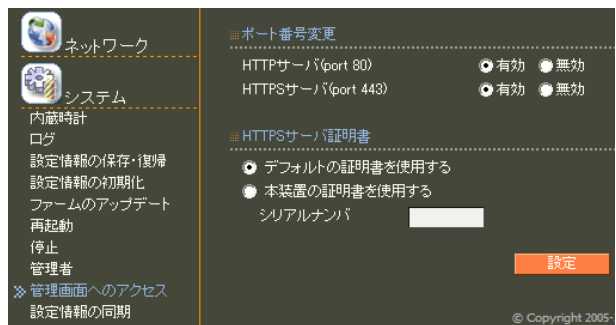 ネットワーク
システム
内蔵時計
ログ
設定情報の保存・復帰
設定情報の初期化
ファームのアップデート
再起動
停止
管理者
管理画面へのアクセス
設定情報の同期
ポート番号変更
HTTPサーバ(port 80) 有効 無効
HTTPSサーバ(port 443) 有効 無効
HTTPSサーバ証明書
デフォルトの証明書を使用する
本装置の証明書を使用する
シリアルナンバ
設定
© Copyright 2005-